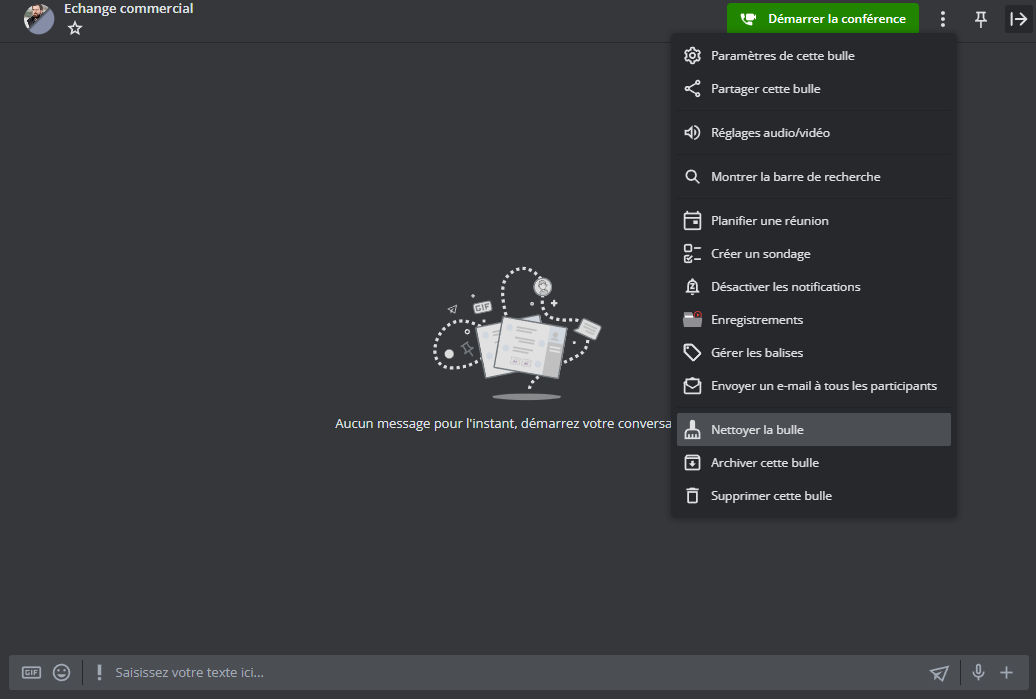 Echange commercial
Démarrer la conférence
Paramètres de cette bulle
Partager cette bulle
Réglages audio/vidéo
Montrer la barre de recherche
Planifier une réunion
Créer un sondage
Désactiver les notifications
Enregistrements
Gérer les balises
Envoyer un e-mail à tous les participants
Nettoyer la bulle
Archiver cette bulle
Supprimer cette bulle
GIF
Aucun message pour l'instant, démarrez votre conversa
GIF
Saisissez votre texte ici...